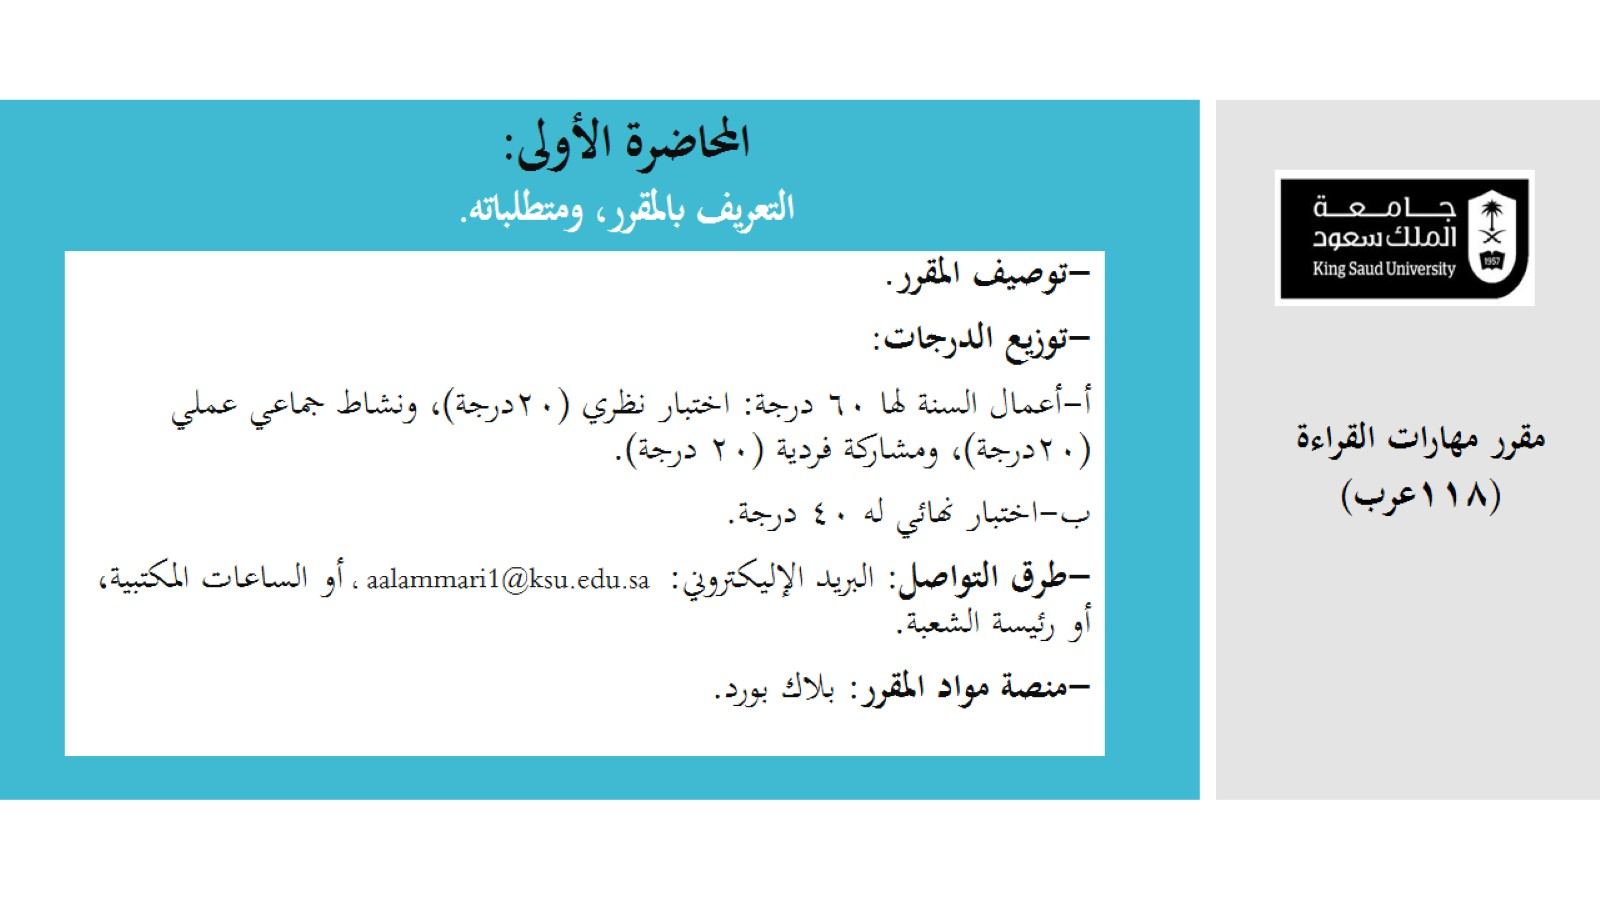 المحاضرة الأولى:
التعريف بالمقرر، ومتطلباته.
–توصيف المقرر.
–توزيع الدرجات:
أ–أعمال السنة لها ٦٠ درجة: اختبار نظري (٢٠درجة)، ونشاط جماعي عملي
(٢٠درجة)، ومشاركة فردية (٢٠ درجة).
ب–اختبار نهائي له ٤٠ درجة.
–طرق التواصل: البريد الإليكتروني: aalammari1@ksu.edu.sa ، أو الساعات المكتبية،
أو رئيسة الشعبة.
–منصة مواد المقرر: بلاك بورد.
جامعة
الملك سعود
King Saud University
1957
مقرر مهارات القراءة
(١١٨عرب)